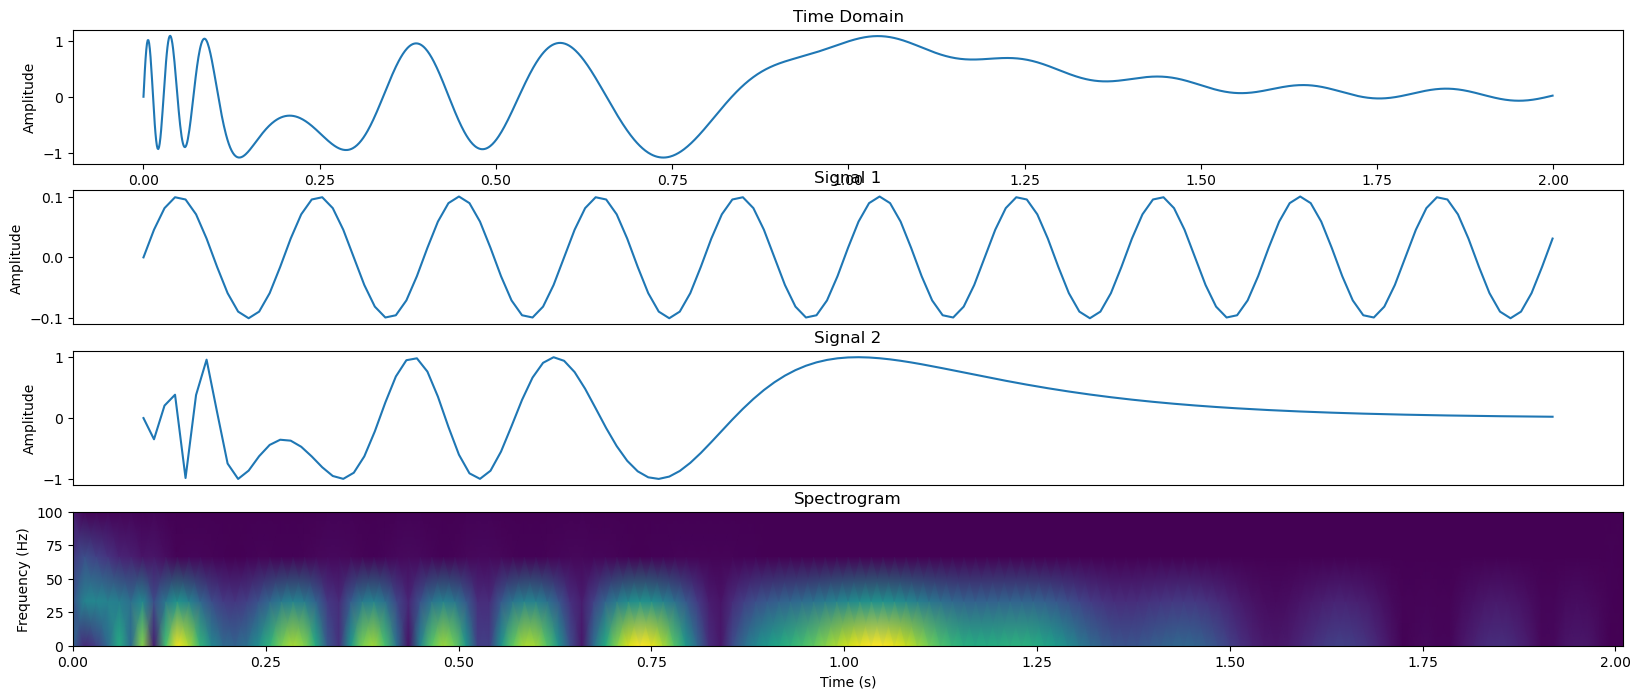 Time Domain
Amplitude
1
0
−1
0.00 0.25 0.50 0.75 1.00 1.25 1.50 1.75 2.00
Signal 1
Amplitude
0.1
0.0
−0.1
Signal 2
Amplitude
1
0
−1
Spectrogram
Frequency (Hz)
100
75
50
25
0
0.00 0.25 0.50 0.75 1.00 1.25 1.50 1.75 2.00
Time (s)